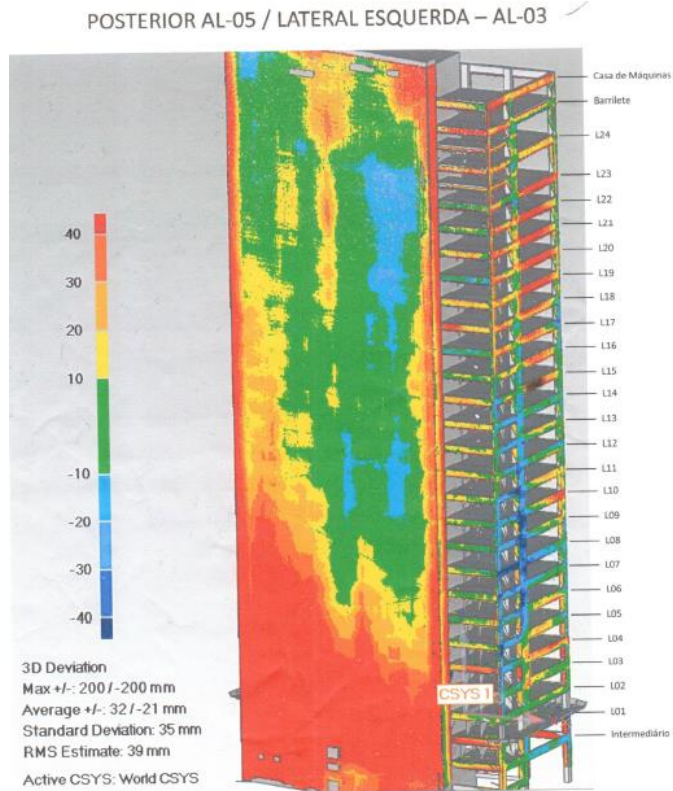 POSTERIOR AL-05 / LATERAL ESQUERDA – AL-03
Casa de Máquinas
Barrilete
L24
L23
L22
L21
L20
L19
L18
L17
L16
L15
L14
L13
L12
L11
L10
L09
L08
L07
L06
L05
L04
L03
L02
L01
Intermediário
40
30
20
10
-10
-20
-30
-40
CSYS 1
3D Deviation
Max +/-: 200 / -200 mm
Average +/-: 32 / -21 mm
Standard Deviation: 35 mm
RMS Estimate: 39 mm
Active CSYS: World CSYS